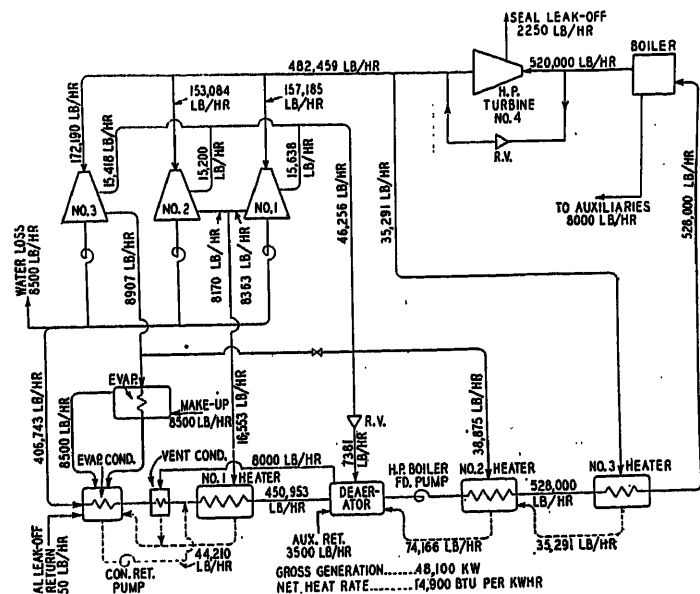 SEAL LEAK-OFF
2250 LB/HR
BOILER
482,459 LB/HR
520,000 LB/HR
H.P.
TURBINE
NO.4
R.V.
153,084
LB/HR
157,185
LB/HR
172,190 LB/HR
15,418 LB/HR
15,200
LB/HR
15,638
LB/HR
NO.3
NO.2
NO.1
46,256 LB/HR
35,291 LB/HR
TO AUXILIARIES
8000 LB/HR
528,000 LB/HR
WATER LOSS
8500 LB/HR
8907 LB/HR
8170 LB/HR
8363 LB/HR
EVAP.
MAKE-UP
8500 LB/HR
406,743 LB/HR
8500 LB/HR
16,553 LB/HR
R.V.
7381
LB/HR
38,875 LB/HR
EVAP. COND.
VENT COND.
8000 LB/HR
NO.1 HEATER
450,953
LB/HR
DEAER-
ATOR
H.P. BOILER
FD. PUMP
NO.2 HEATER
528,000
LB/HR
NO.3 HEATER
AL LEAK-OFF
RETURN
50 LB/HR
CON. RET.
PUMP
44,210
LB/HR
AUX. RET.
3500 LB/HR
74,166 LB/HR
35,291 LB/HR
GROSS GENERATION.......48,100 KW
NET HEAT RATE.......14,900 BTU PER KWHR